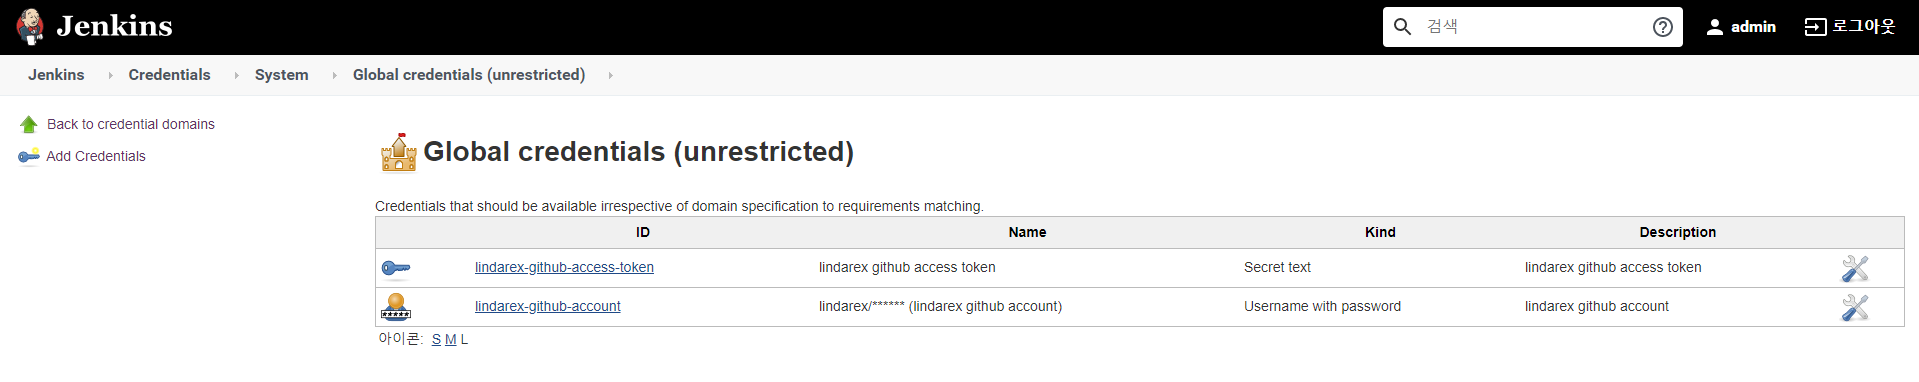 Jenkins
검색
admin
로그아웃
Jenkins Credentials System Global credentials (unrestricted)
Back to credential domains
Add Credentials
Global credentials (unrestricted)
Credentials that should be available irrespective of domain specification to requirements matching.
ID Name Kind Description
lindarex-github-access-token lindarex github access token Secret text lindarex github access token
lindarex-github-account lindarex/****** (lindarex github account) Username with password lindarex github account
아이콘: S M L